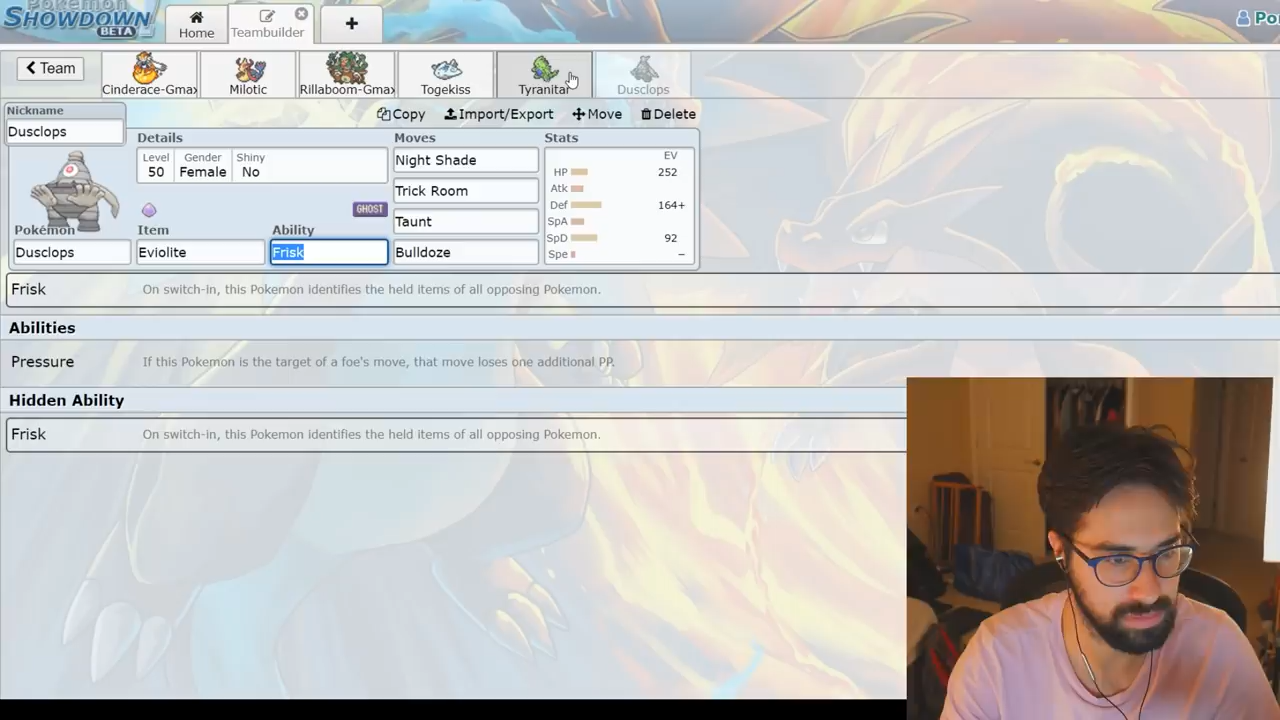 Pokémon
SHOWDOWN
BETA
Home
Teambuilder
+
Po
Team
Cinderace-Gmax
Milotic
Rillaboom-Gmax
Togekiss
Tyranitar
Dusclops
Nickname
Dusclops
Copy
Import/Export
Move
Delete
Details
Moves
Stats
Level
50
Gender
Female
Shiny
No
GHOST
Pokémon
Dusclops
Item
Eviolite
Ability
Frisk
Night Shade
Trick Room
Taunt
Bulldoze
EV
HP 252
Atk
Def 164+
SpA
SpD 92
Spe –
Frisk On switch-in, this Pokemon identifies the held items of all opposing Pokemon.
Abilities
Pressure If this Pokemon is the target of a foe's move, that move loses one additional PP.
Hidden Ability
Frisk On switch-in, this Pokemon identifies the held items of all opposing Pokemon.